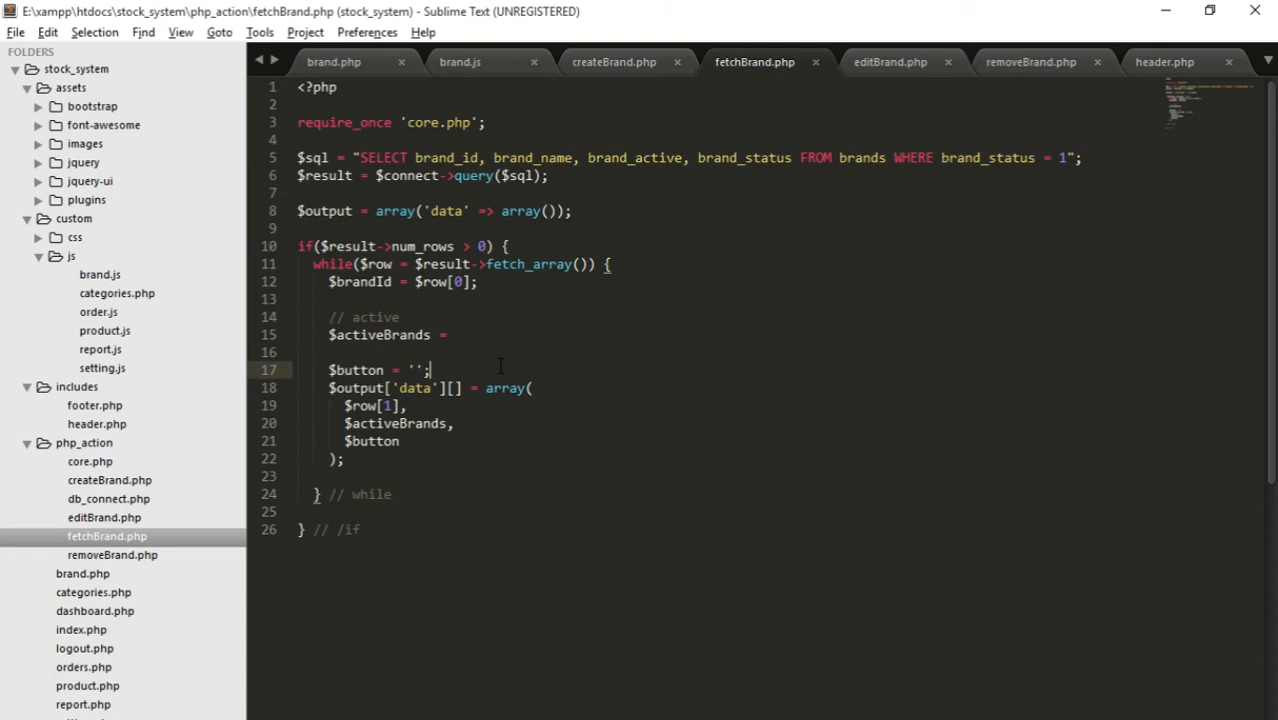 E:\xampp\htdocs\stock_system\php_action\fetchBrand.php (stock_system) - Sublime Text (UNREGISTERED)
File Edit Selection Find View Goto Tools Project Preferences Help
FOLDERS
stock_system
assets
bootstrap
font-awesome
images
jquery
jquery-ui
plugins
custom
css
js
brand.js
categories.php
order.js
product.js
report.js
setting.js
includes
footer.php
header.php
php_action
core.php
createBrand.php
db_connect.php
editBrand.php
fetchBrand.php
removeBrand.php
brand.php
categories.php
dashboard.php
index.php
logout.php
orders.php
product.php
report.php
brand.php brand.js createBrand.php fetchBrand.php editBrand.php removeBrand.php header.php
1 <?php
2
3 require_once 'core.php';
4
5 $sql = "SELECT brand_id, brand_name, brand_active, brand_status FROM brands WHERE brand_status = 1";
6 $result = $connect->query($sql);
7
8 $output = array('data' => array());
9
10 if($result->num_rows > 0) {
11 while($row = $result->fetch_array()) {
12 $brandId = $row[0];
13
14 // active
15 $activeBrands =
16
17 $button = '';
18 $output['data'][] = array(
19 $row[1],
20 $activeBrands,
21 $button
22 );
23
24 } // while
25
26 } // /if